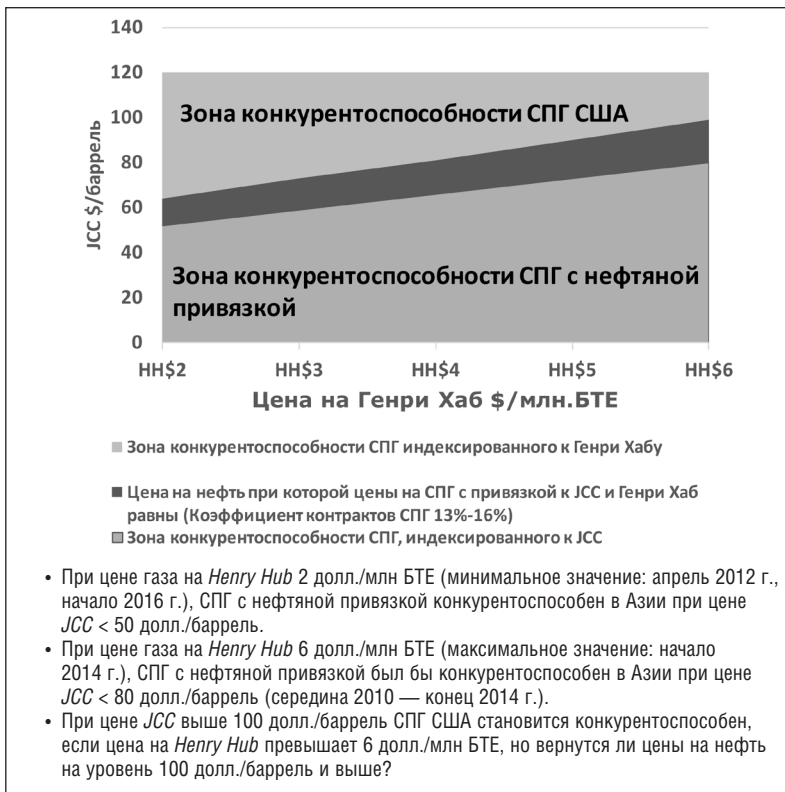 140
120
100
80
60
40
20
0
JCC $/баррель
Зона конкурентоспособности СПГ США
Зона конкурентоспособности СПГ с нефтяной
привязкой
HH$2 HH$3 HH$4 HH$5 HH$6
Цена на Генри Хаб $/млн.БТЕ
Зона конкурентоспособности СПГ индексированного к Генри Хабу
Цена на нефть при которой цены на СПГ с привязкой к JCC и Генри Хаб
равны (Коэффициент контрактов СПГ 13%-16%)
Зона конкурентоспособности СПГ, индексированного к JCC
• При цене газа на Henry Hub 2 долл./млн БТЕ (минимальное значение: апрель 2012 г.,
начало 2016 г.), СПГ с нефтяной привязкой конкурентоспособен в Азии при цене
JCC < 50 долл./баррель.
• При цене газа на Henry Hub 6 долл./млн БТЕ (максимальное значение: начало
2014 г.), СПГ с нефтяной привязкой был бы конкурентоспособен в Азии при цене
JCC < 80 долл./баррель (середина 2010 — конец 2014 г.).
• При цене JCC выше 100 долл./баррель СПГ США становится конкурентоспособен,
если цена на Henry Hub превышает 6 долл./млн БТЕ, но вернутся ли цены на нефть
на уровень 100 долл./баррель и выше?